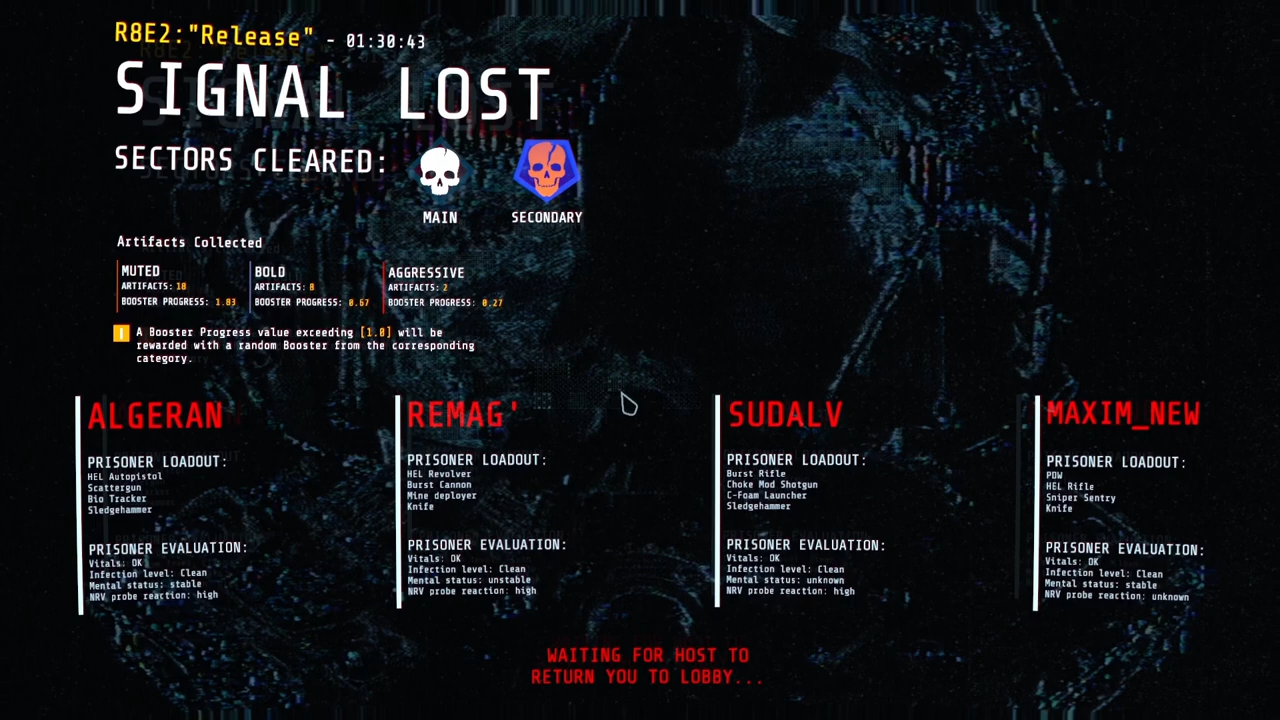 R8E2:"Release" - 01:30:43
SIGNAL LOST
SECTORS CLEARED:
MAIN
SECONDARY
Artifacts Collected
MUTED
ARTIFACTS: 18
BOOSTER PROGRESS: 1.83
BOLD
ARTIFACTS: 8
BOOSTER PROGRESS: 0.67
AGGRESSIVE
ARTIFACTS: 2
BOOSTER PROGRESS: 0.27
A Booster Progress value exceeding [1.0] will be
rewarded with a random Booster from the corresponding
category.
ALGERAN
PRISONER LOADOUT:
HEL Autopistol
Scattergun
Bio Tracker
Sledgehammer
PRISONER EVALUATION:
Vitals: OK
Infection level: Clean
Mental status: stable
NRV probe reaction: high
REMAG'
PRISONER LOADOUT:
HEL Revolver
Burst Cannon
Mine deployer
Knife
PRISONER EVALUATION:
Vitals: OK
Infection level: Clean
Mental status: unstable
NRV probe reaction: high
SUDALV
PRISONER LOADOUT:
Burst Rifle
Choke Mod Shotgun
C-Foam Launcher
Sledgehammer
PRISONER EVALUATION:
Vitals: OK
Infection level: Clean
Mental status: unknown
NRV probe reaction: high
MAXIM_NEW
PRISONER LOADOUT:
PDW
HEL Rifle
Sniper Sentry
Knife
PRISONER EVALUATION:
Vitals: OK
Infection level: Clean
Mental status: stable
NRV probe reaction: unknown
WAITING FOR HOST TO
RETURN YOU TO LOBBY...